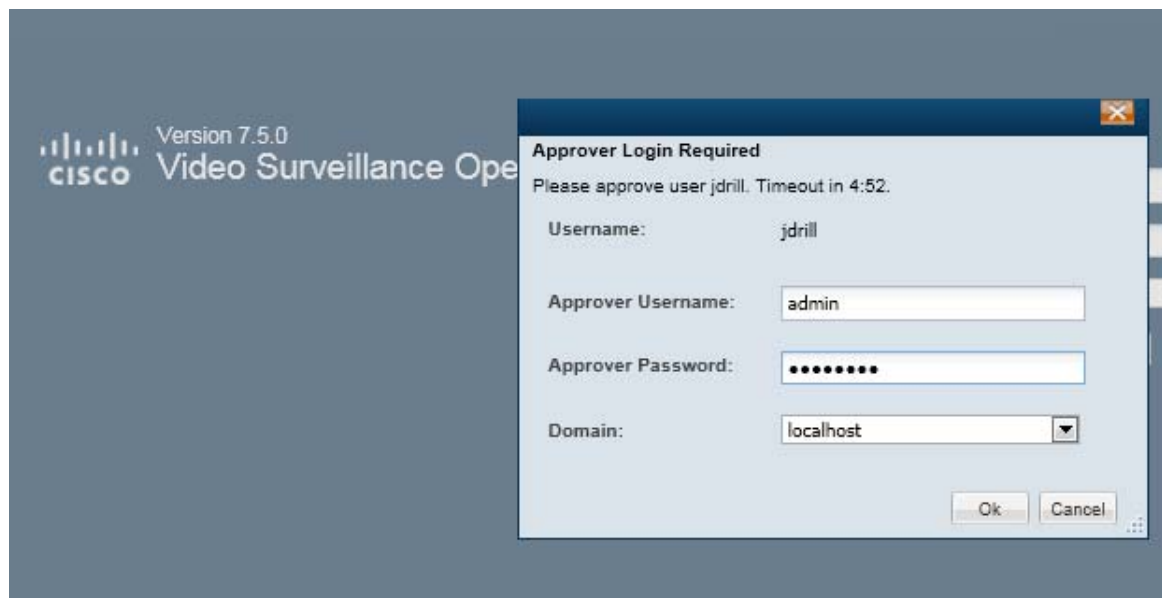 Version 7.5.0
CISCO Video Surveillance Ope
Approver Login Required
Please approve user jdrill. Timeout in 4:52.
Username: jdrill
Approver Username: admin
Approver Password: ••••••••
Domain: localhost
Ok Cancel